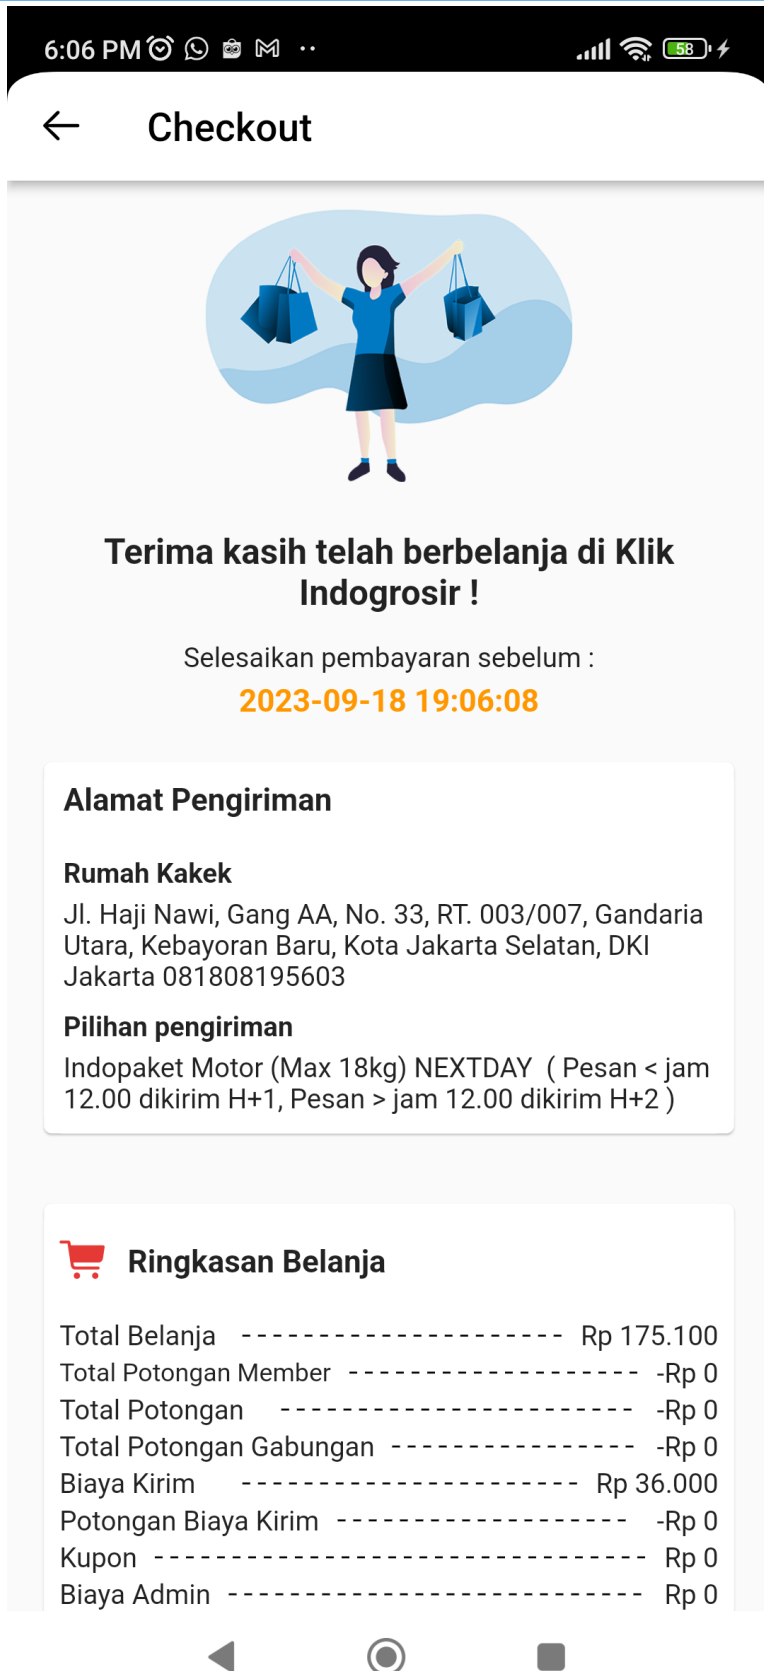 6:06 PM
58
Checkout
Terima kasih telah berbelanja di Klik
Indogrosir !
Selesaikan pembayaran sebelum :
2023-09-18 19:06:08
Alamat Pengiriman
Rumah Kakek
Jl. Haji Nawi, Gang AA, No. 33, RT. 003/007, Gandaria
Utara, Kebayoran Baru, Kota Jakarta Selatan, DKI
Jakarta 081808195603
Pilihan pengiriman
Indopaket Motor (Max 18kg) NEXTDAY ( Pesan < jam
12.00 dikirim H+1, Pesan > jam 12.00 dikirim H+2 )
Ringkasan Belanja
Total Belanja Rp 175.100
Total Potongan Member -Rp 0
Total Potongan -Rp 0
Total Potongan Gabungan -Rp 0
Biaya Kirim Rp 36.000
Potongan Biaya Kirim -Rp 0
Kupon Rp 0
Biaya Admin Rp 0